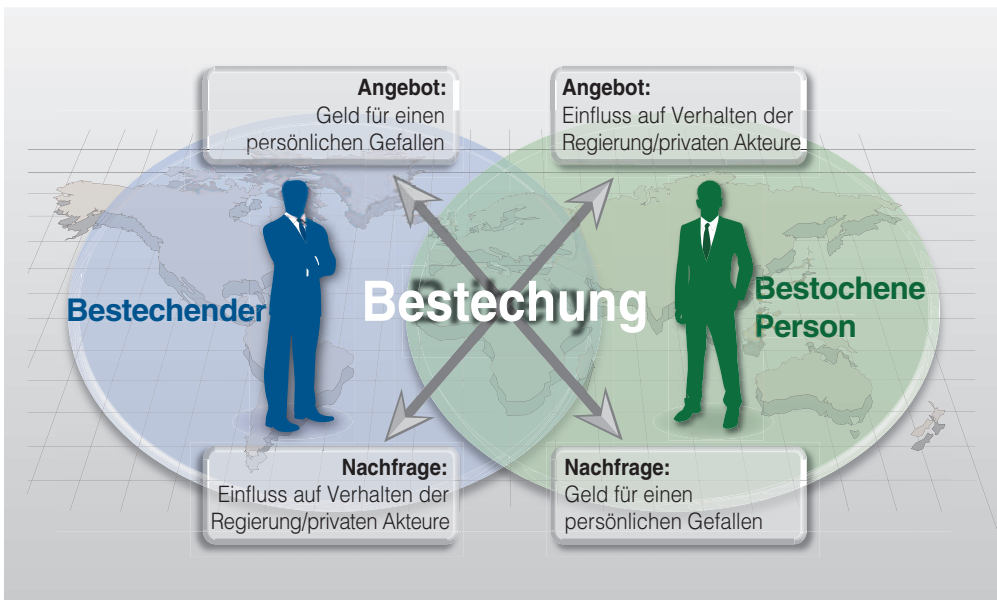 Angebot:
Geld für einen
persönlichen Gefallen
Angebot:
Einfluss auf Verhalten der
Regierung/privaten Akteure
Bestechender
Bestechung
Bestochene
Person
Nachfrage:
Einfluss auf Verhalten der
Regierung/privaten Akteure
Nachfrage:
Geld für einen
persönlichen Gefallen